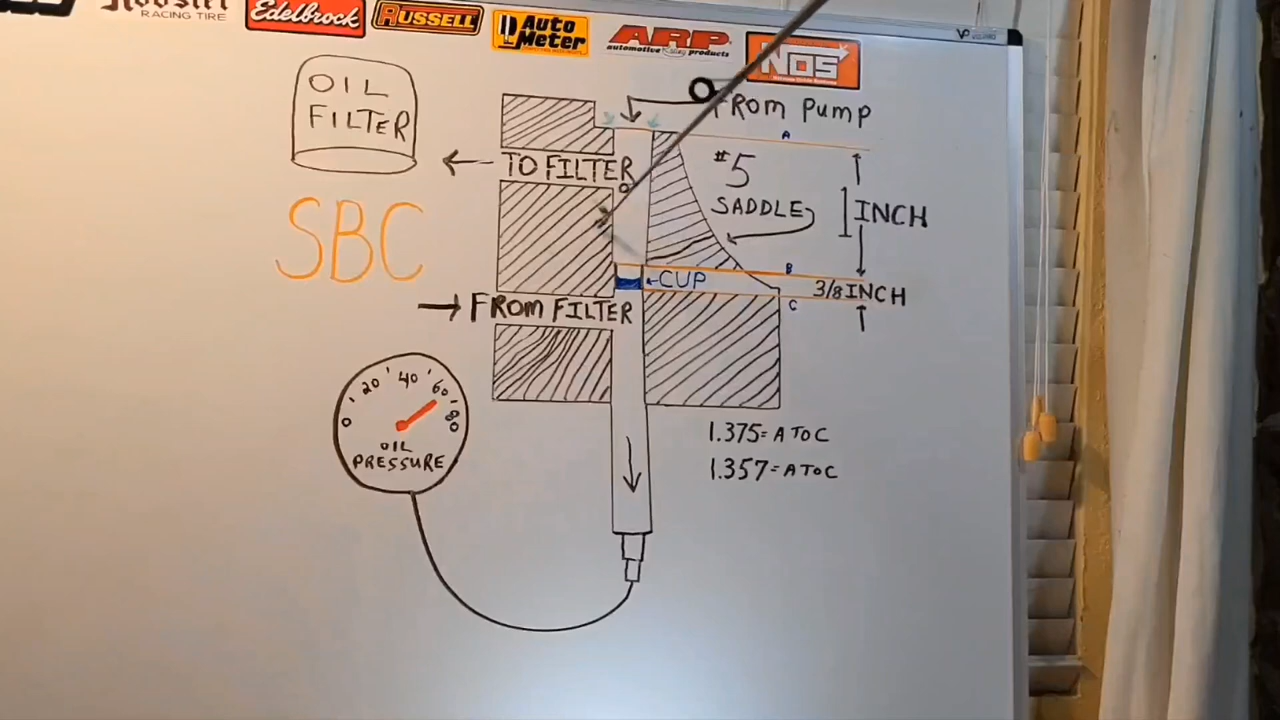 RACING TIRE
Edelbrock
RUSSELL
Auto
Meter
ARP
automotive Racing products
NOS
OIL
FILTER
FROM PUMP
A
TO FILTER
#5
SADDLE
1 INCH
SBC
B
CUP
3/8 INCH
C
FROM FILTER
0 20 40 60 80
OIL
PRESSURE
1.375= A TO C
1.357= A TO C